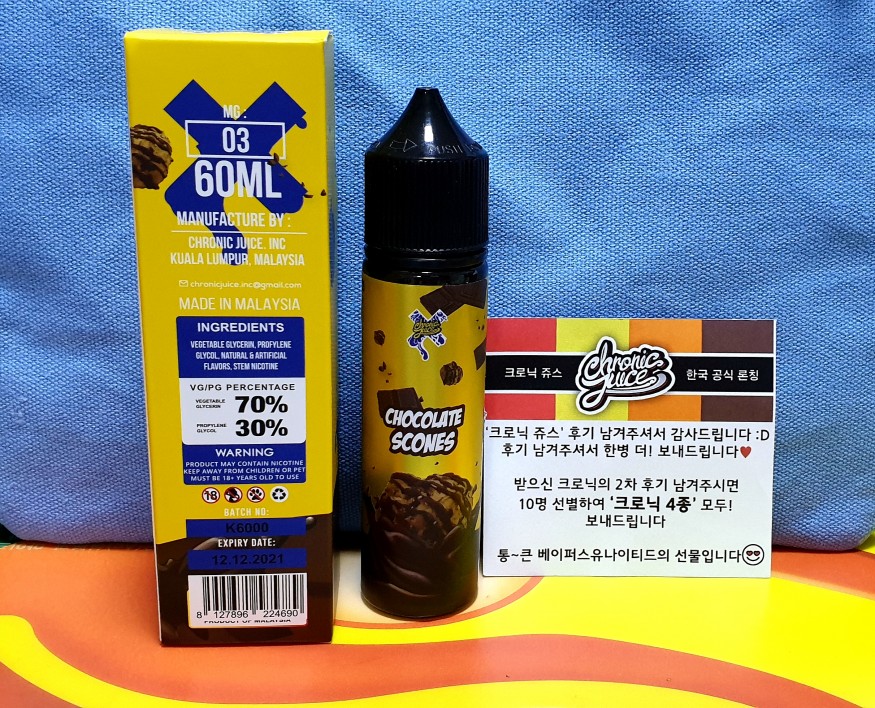 MG :
03
60ML
MANUFACTURE BY :
CHRONIC JUICE. INC
KUALA LUMPUR, MALAYSIA
chronicjuice.inc@gmail.com
MADE IN MALAYSIA
INGREDIENTS
VEGETABLE GLYCERIN, PROPYLENE
GLYCOL, NATURAL & ARTIFICIAL
FLAVORS, STEM NICOTINE
VG/PG PERCENTAGE
VEGETABLE
GLYCERIN
70%
PROPYLENE
GLYCOL
30%
WARNING
PRODUCT MAY CONTAIN NICOTINE
KEEP AWAY FROM CHILDREN OR PET
MUST BE 18+ YEARS OLD TO USE
18
BATCH NO:
K6000
EXPIRY DATE:
12.12.2021
8 127896 224690
PRODUCT OF MALAYSIA
PUSH
Chronic
Juice
CHOCOLATE
SCONES
크로닉 쥬스
chronic
juice
한국 공식 론칭
'크로닉 쥬스' 후기 남겨주셔서 감사드립니다 :D
후기 남겨주셔서 한병 더! 보내드립니다♥
받으신 크로닉의 2차 후기 남겨주시면
10명 선별하여 '크로닉 4종' 모두!
보내드립니다
통~큰 베이퍼스유나이티드의 선물입니다😎